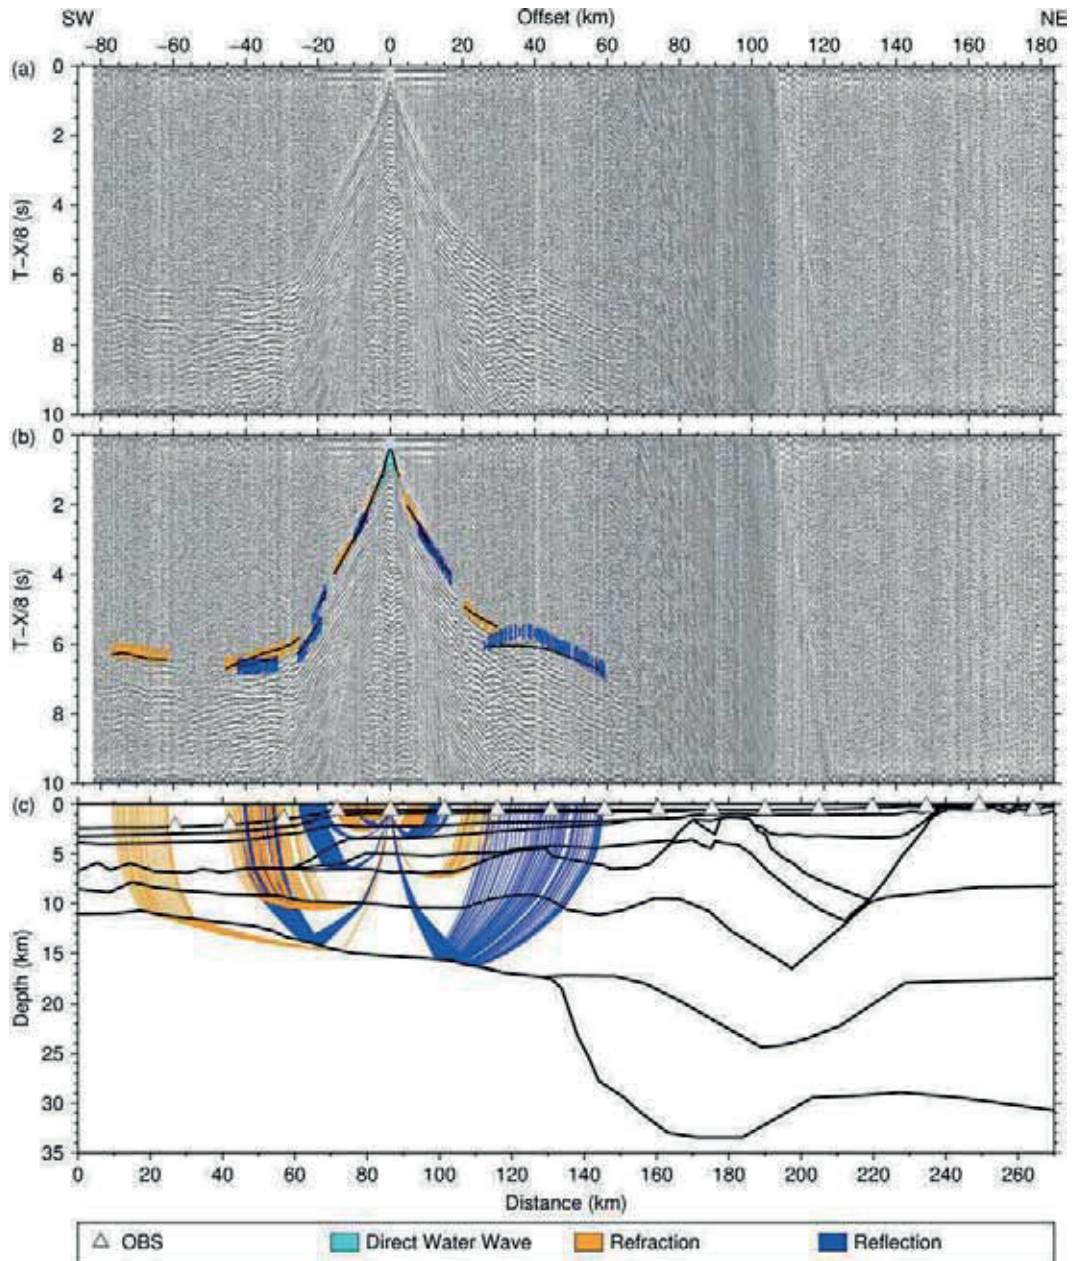 SW Offset (km) NE
−80 −60 −40 −20 0 20 40 60 80 100 120 140 160 180
(a)
0
2
4
6
8
10
T−X/8 (s)
(b)
0
2
4
6
8
10
T−X/8 (s)
(c)
0
5
10
15
20
25
30
35
Depth (km)
0 20 40 60 80 100 120 140 160 180 200 220 240 260
Distance (km)
OBS Direct Water Wave Refraction Reflection